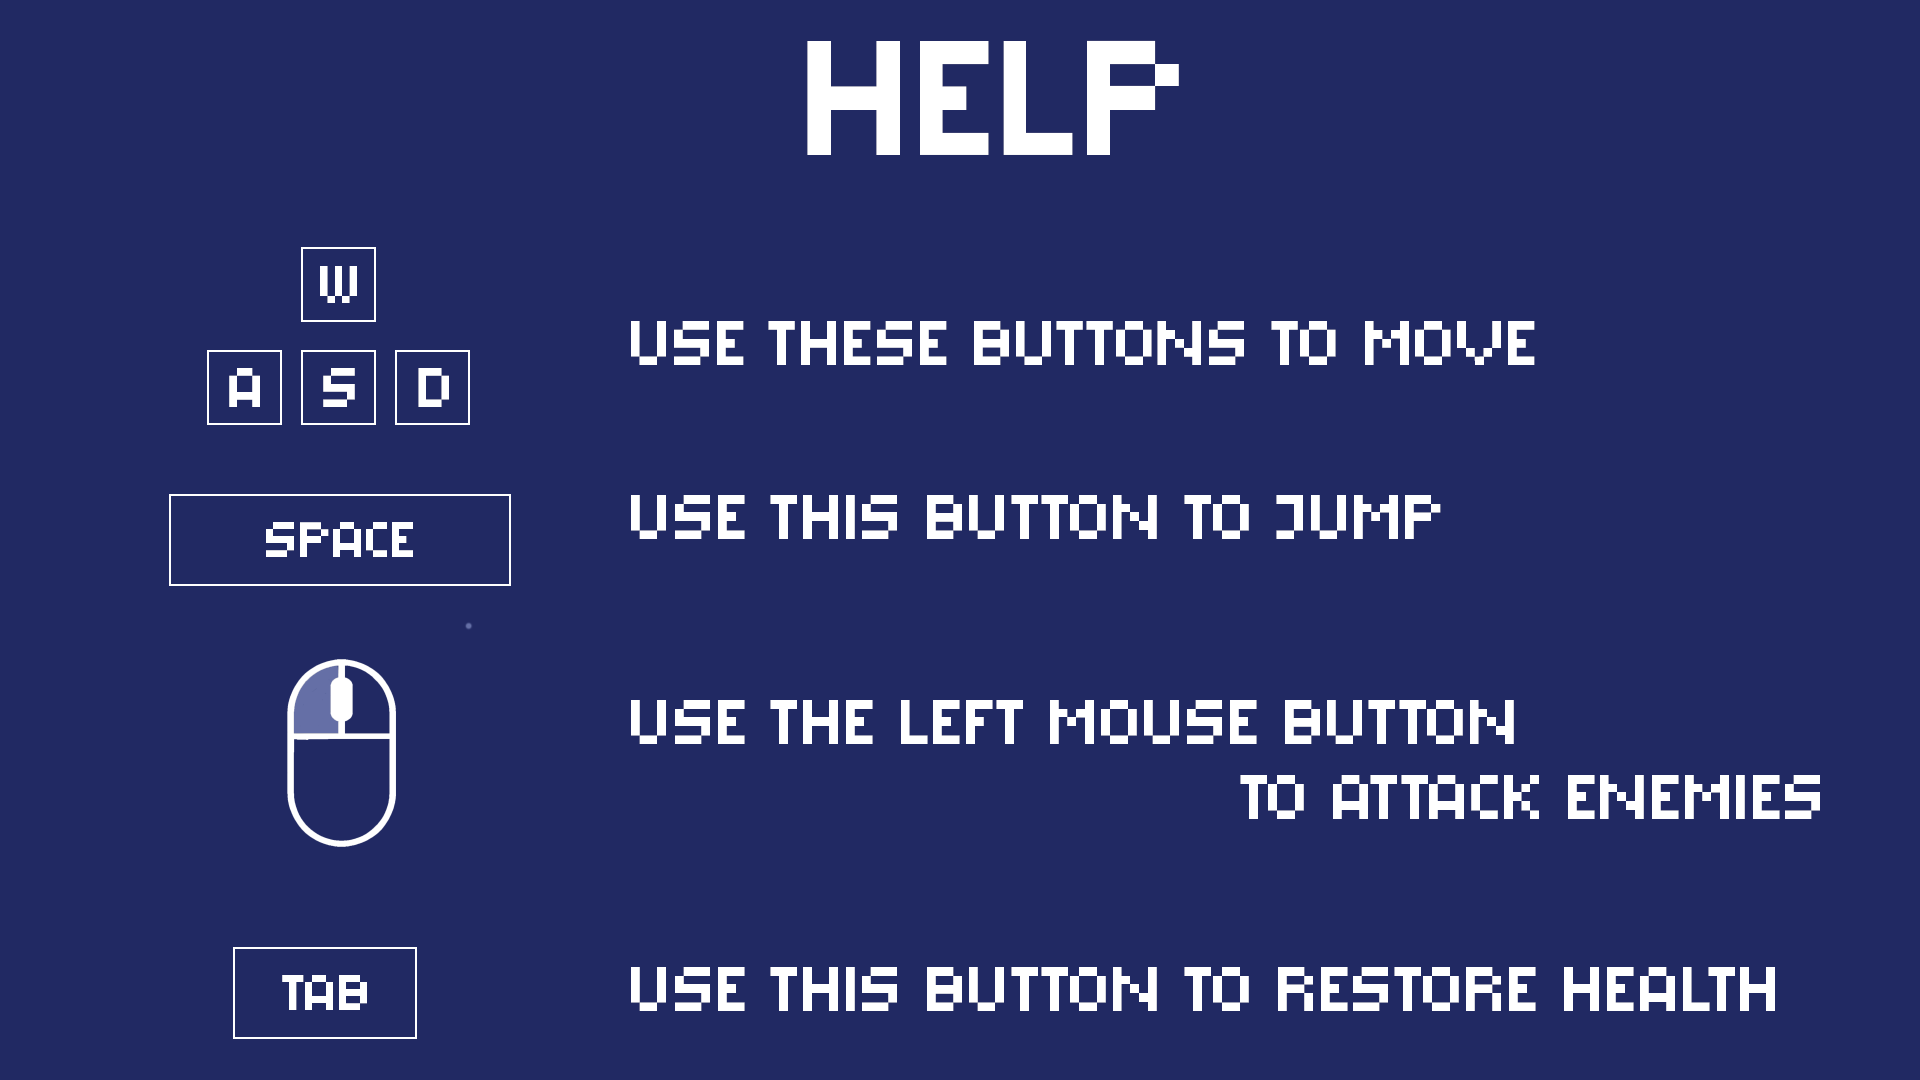 HELP
W
A S D
USE THESE BUTTONS TO MOVE
SPACE
USE THIS BUTTON TO JUMP
USE THE LEFT MOUSE BUTTON
TO ATTACK ENEMIES
TAB
USE THIS BUTTON TO RESTORE HEALTH